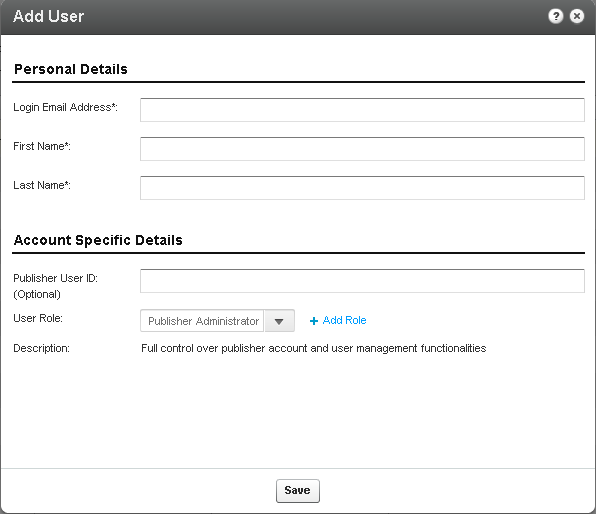 Add User
Personal Details
Login Email Address*:
First Name*:
Last Name*:
Account Specific Details
Publisher User ID:
(Optional)
User Role:
Publisher Administrator
+ Add Role
Description:
Full control over publisher account and user management functionalities
Save